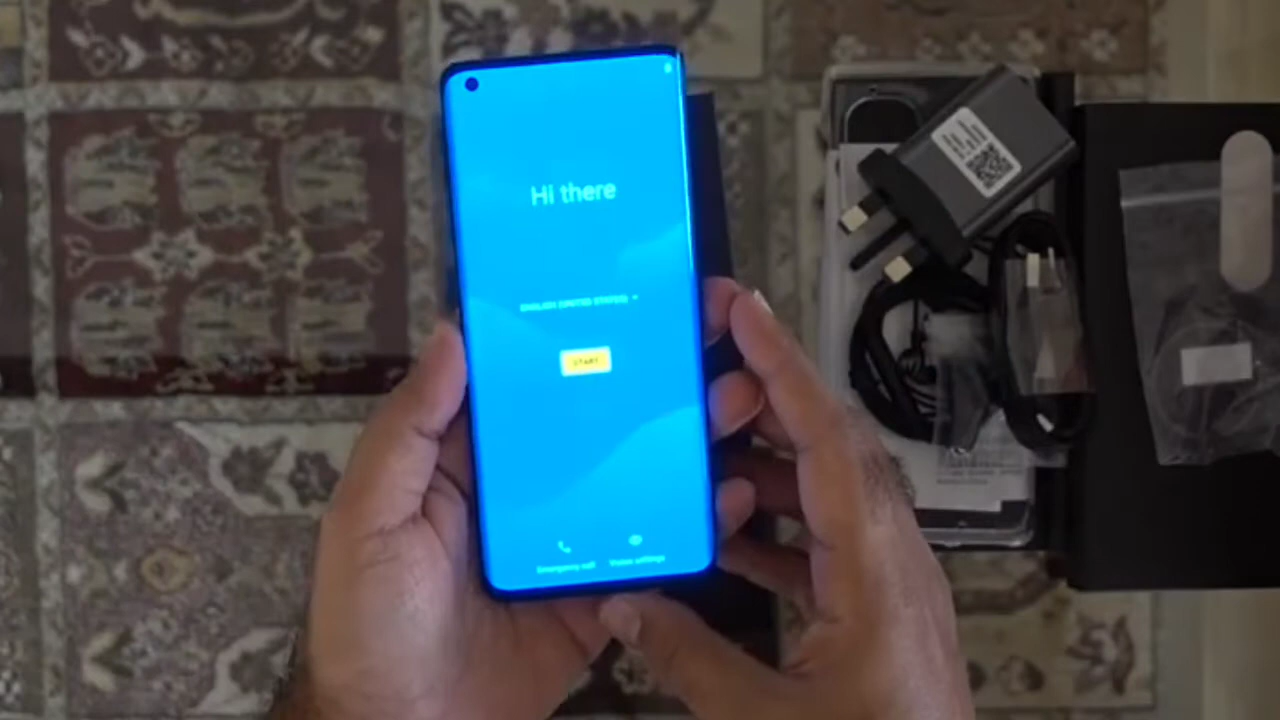 Hi there
ENGLISH (UNITED STATES)
START
Emergency call
Vision settings